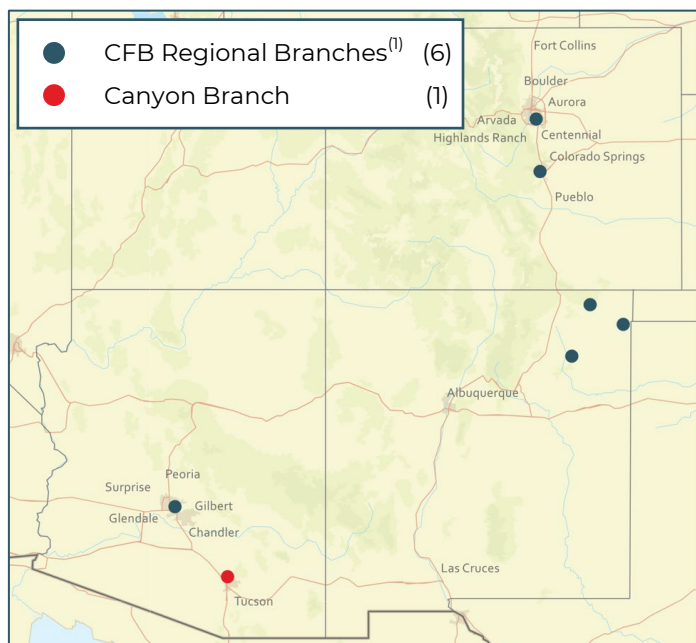 CFB Regional Branches(1) (6)
Canyon Branch (1)
Fort Collins
Boulder
Aurora
Arvada
Highlands Ranch
Centennial
Colorado Springs
Pueblo
Albuquerque
Peoria
Surprise
Gilbert
Glendale
Chandler
Las Cruces
Tucson